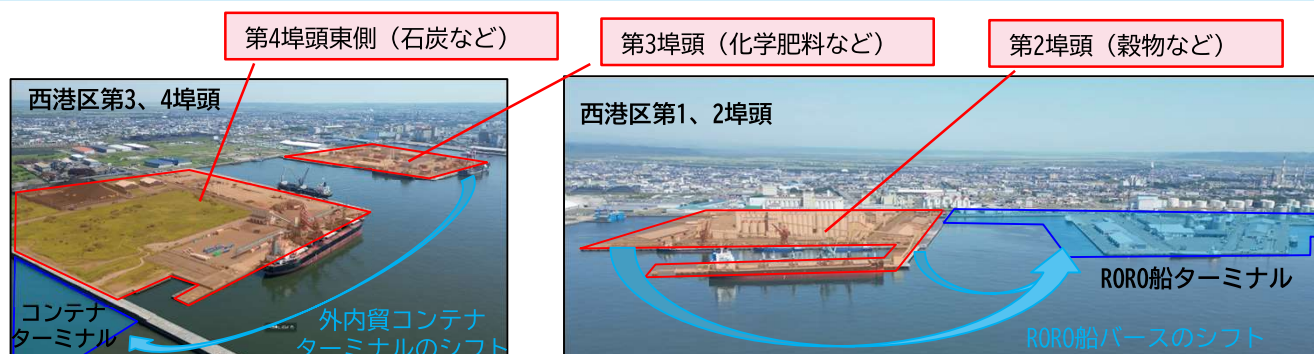 第4埠頭東側（石炭など）
第3埠頭（化学肥料など）
第2埠頭（穀物など）
西港区第3、4埠頭
コンテナ
ターミナル
外内貿コンテナ
ターミナルのシフト
西港区第1、2埠頭
RORO船ターミナル
RORO船バースのシフト